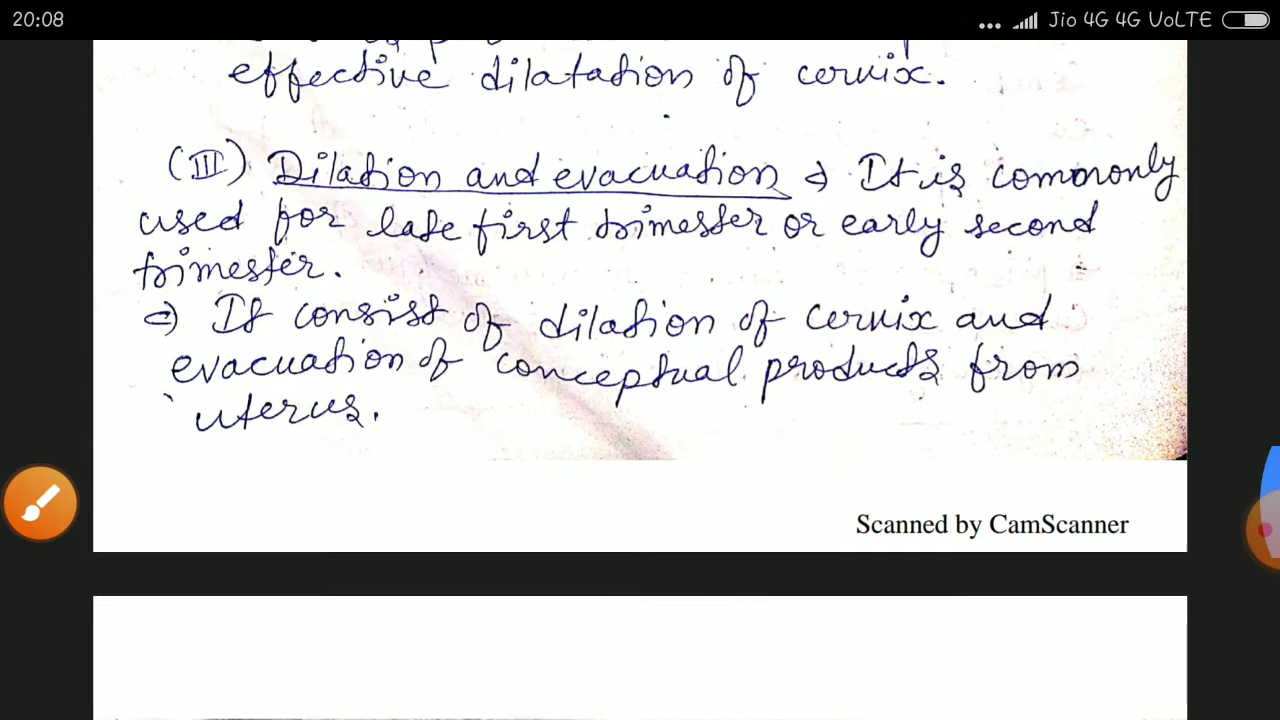 20:08 ... Jio 4G 4G VoLTE
effective dilatation of cervix.
(III) Dilation and evacuation ⇒ It is commonly
used for late first trimester or early second
trimester.
⇒ It consist of dilation of cervix and
evacuation of conceptual products from
uterus.
Scanned by CamScanner